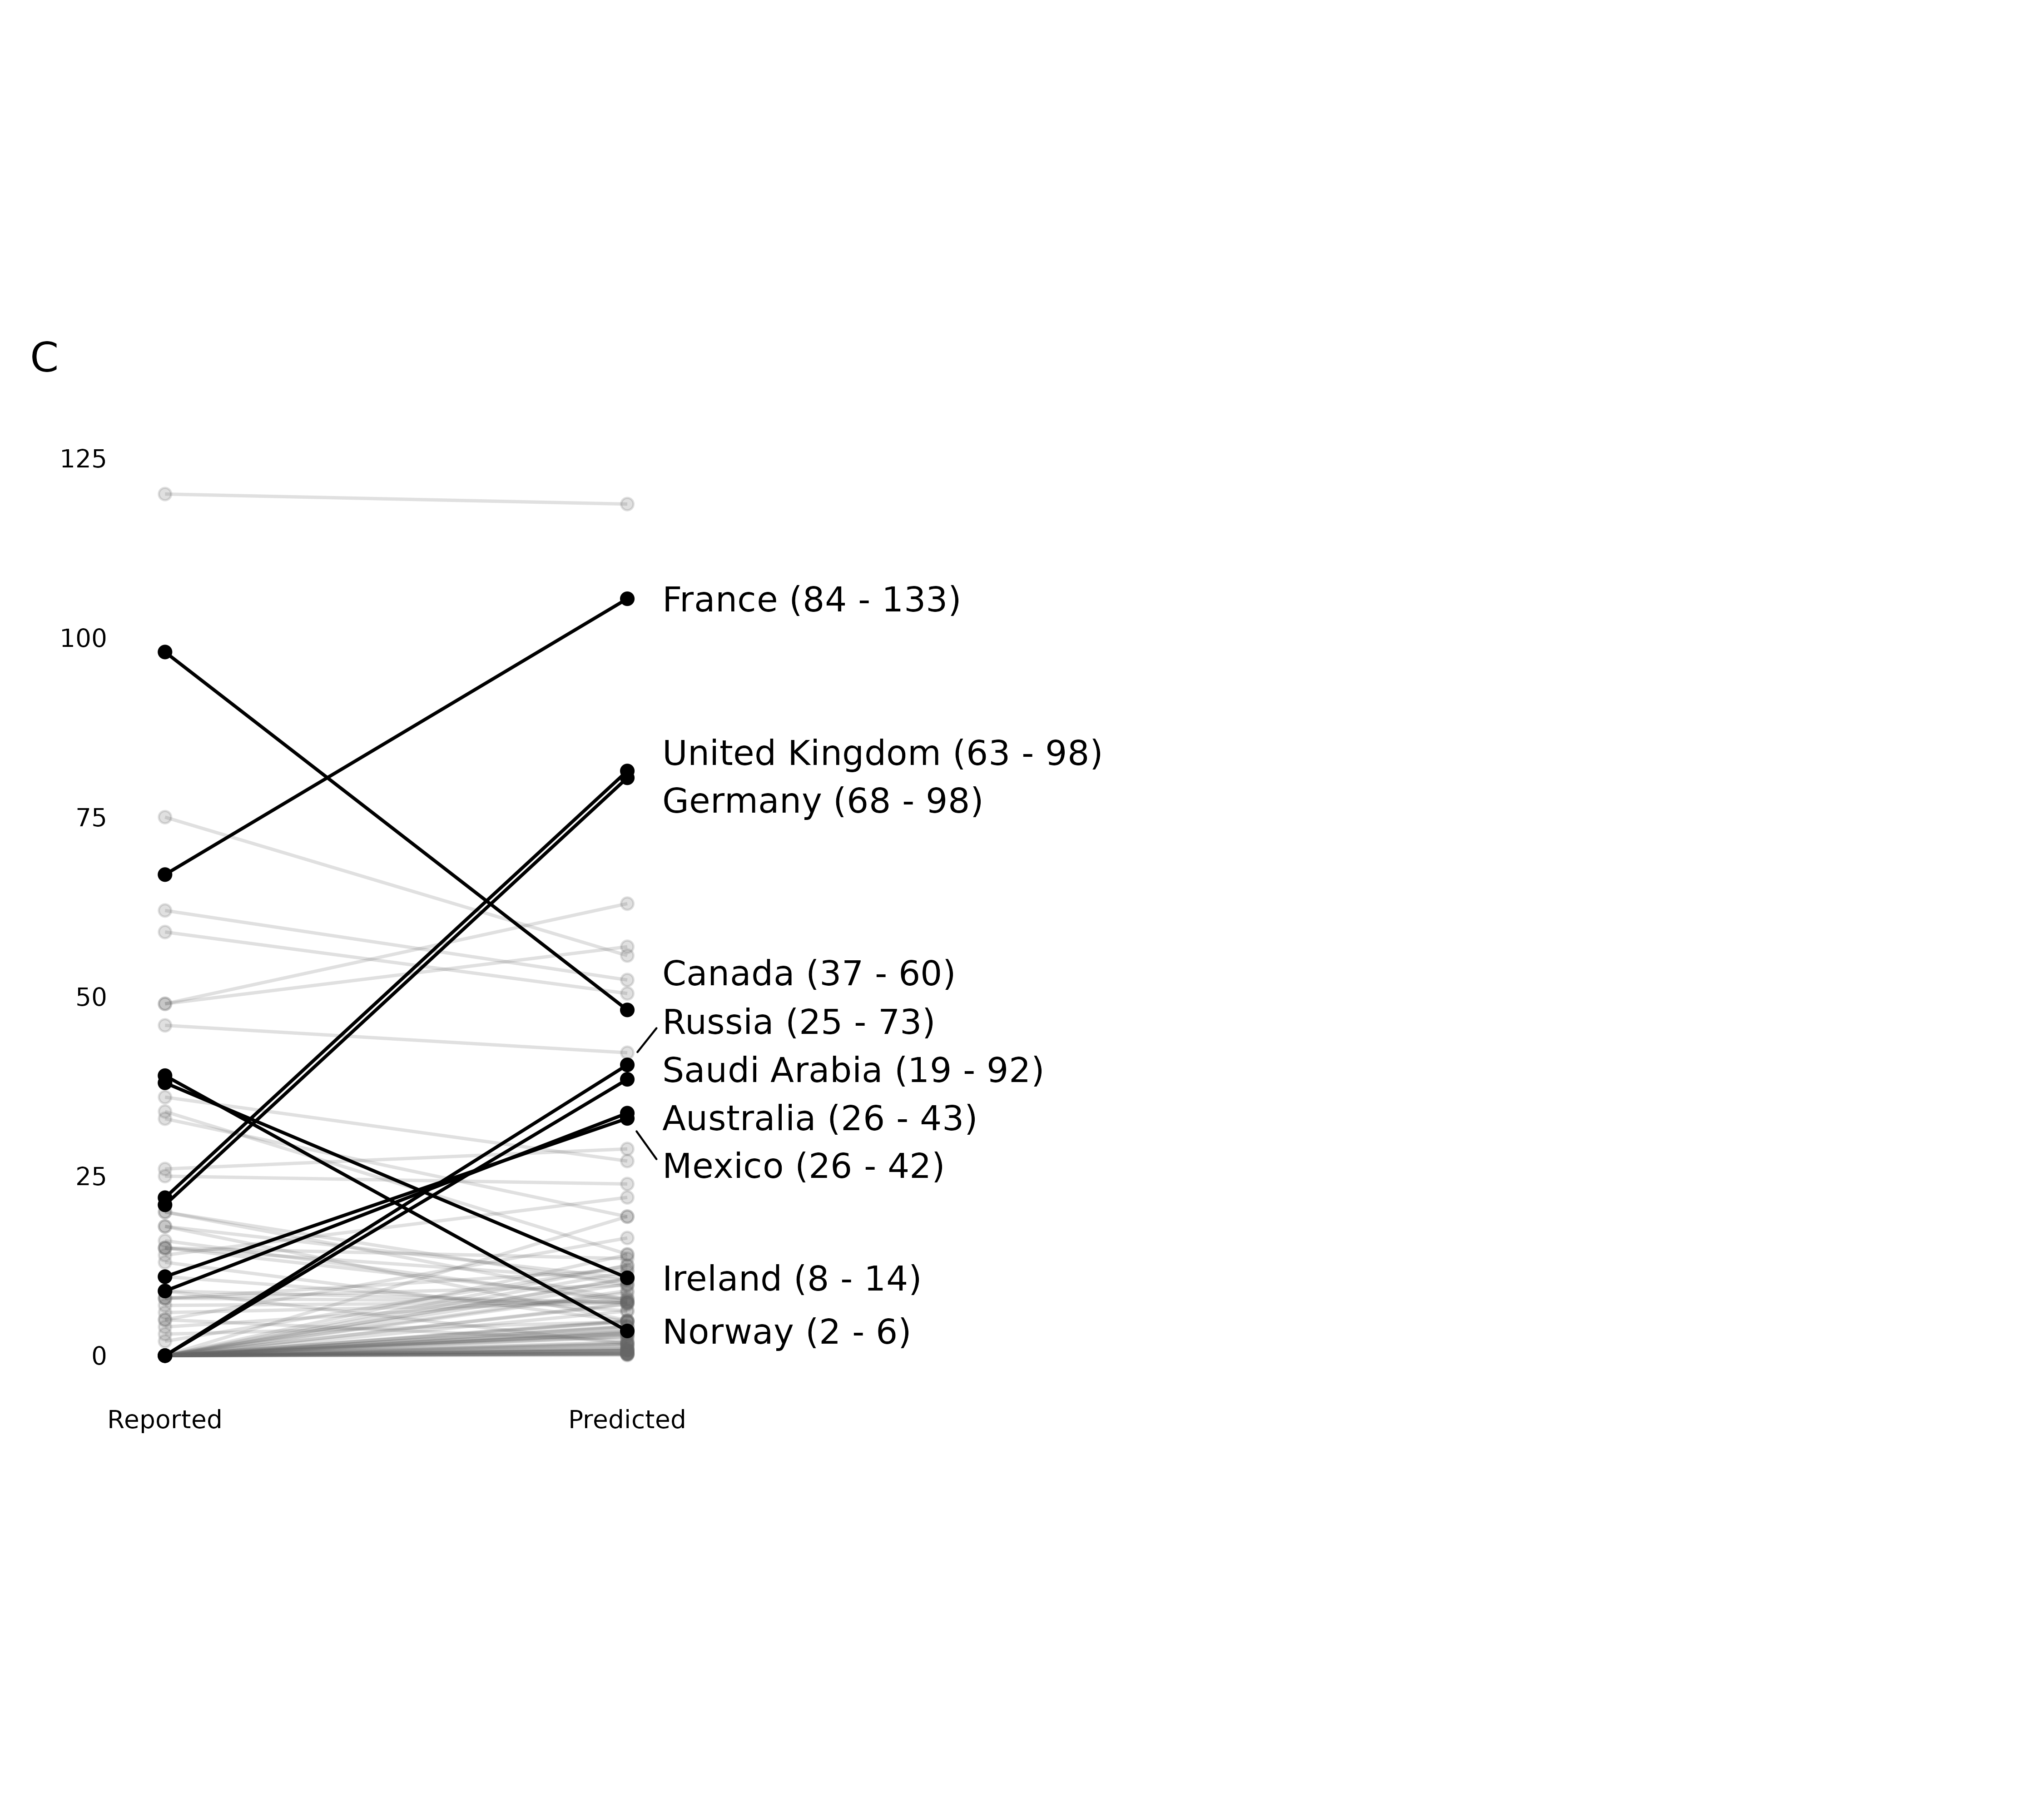 C
125
100
75
50
25
0
Reported
Predicted
France (84 - 133)
United Kingdom (63 - 98)
Germany (68 - 98)
Canada (37 - 60)
Russia (25 - 73)
Saudi Arabia (19 - 92)
Australia (26 - 43)
Mexico (26 - 42)
Ireland (8 - 14)
Norway (2 - 6)